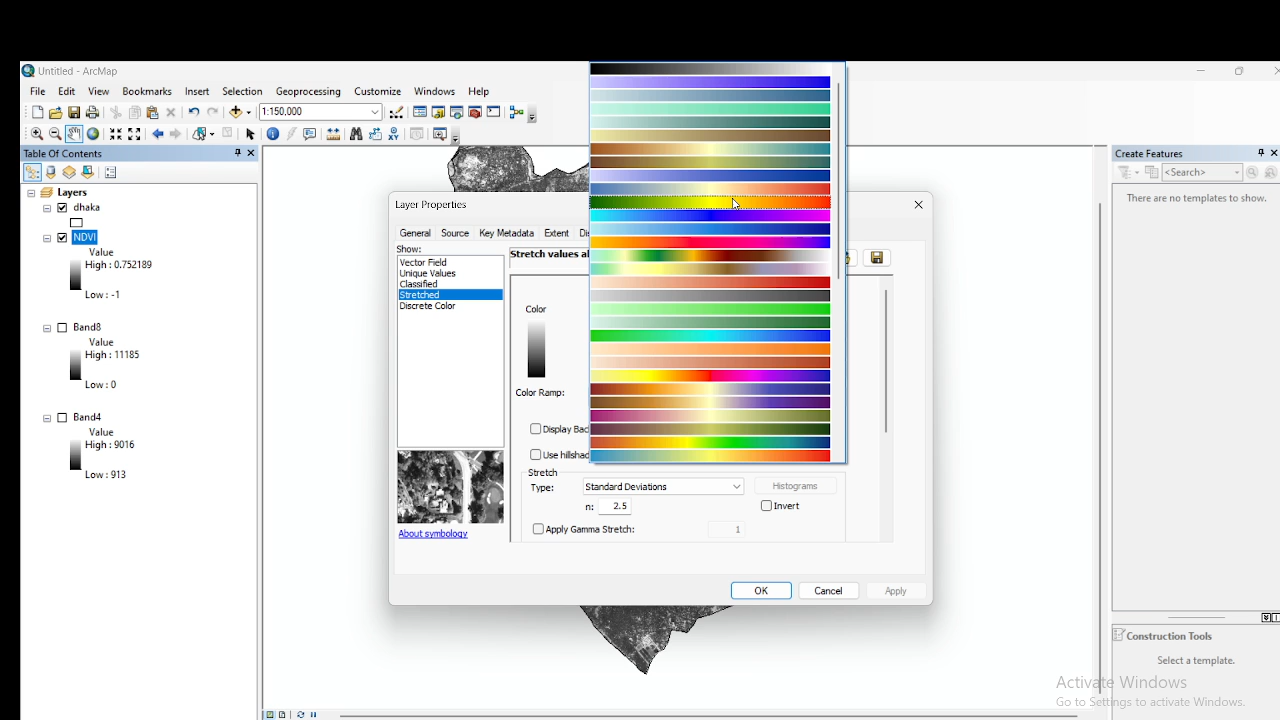 Untitled - ArcMap
File Edit View Bookmarks Insert Selection Geoprocessing Customize Windows Help
1:150,000
Table Of Contents
Layers
dhaka
NDVI
Value
High : 0.752189
Low : -1
Band8
Value
High : 11185
Low : 0
Band4
Value
High : 9016
Low : 913
Layer Properties
General Source Key Metadata Extent
Show:
Vector Field
Unique Values
Classified
Stretched
Discrete Color
About symbology
Stretch values
Color
Color Ramp:
Display
Use
Stretch
Type: Standard Deviations Histograms
n: 2.5 Invert
Apply Gamma Stretch: 1
OK Cancel Apply
Create Features
<Search>
There are no templates to show.
Construction Tools
Select a template.
Activate Windows
Go to Settings to activate Windows.